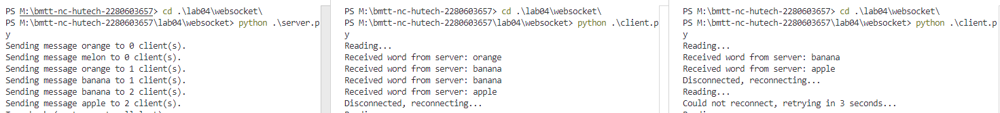 PS M:\bmtt-nc-hutech-2280603657> cd .\lab04\websocket\
PS M:\bmtt-nc-hutech-2280603657\lab04\websocket> python .\server.p
y
Sending message orange to 0 client(s).
Sending message melon to 0 client(s).
Sending message orange to 1 client(s).
Sending message banana to 1 client(s).
Sending message banana to 2 client(s).
Sending message apple to 2 client(s).
PS M:\bmtt-nc-hutech-2280603657> cd .\lab04\websocket\
PS M:\bmtt-nc-hutech-2280603657\lab04\websocket> python .\client.p
y
Reading...
Received word from server: orange
Received word from server: banana
Received word from server: banana
Received word from server: apple
Disconnected, reconnecting...
PS M:\bmtt-nc-hutech-2280603657> cd .\lab04\websocket\
PS M:\bmtt-nc-hutech-2280603657\lab04\websocket> python .\client.p
y
Reading...
Received word from server: banana
Received word from server: apple
Disconnected, reconnecting...
Reading...
Could not reconnect, retrying in 3 seconds...